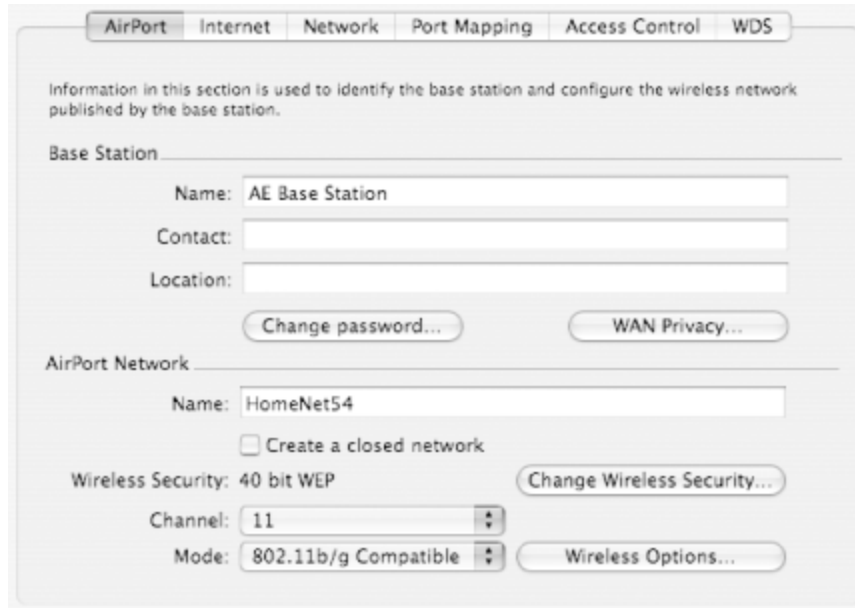 AirPort Internet Network Port Mapping Access Control WDS
Information in this section is used to identify the base station and configure the wireless network
published by the base station.
Base Station
Name: AE Base Station
Contact:
Location:
Change password... WAN Privacy...
AirPort Network
Name: HomeNet54
Create a closed network
Wireless Security: 40 bit WEP Change Wireless Security...
Channel: 11
Mode: 802.11b/g Compatible Wireless Options...